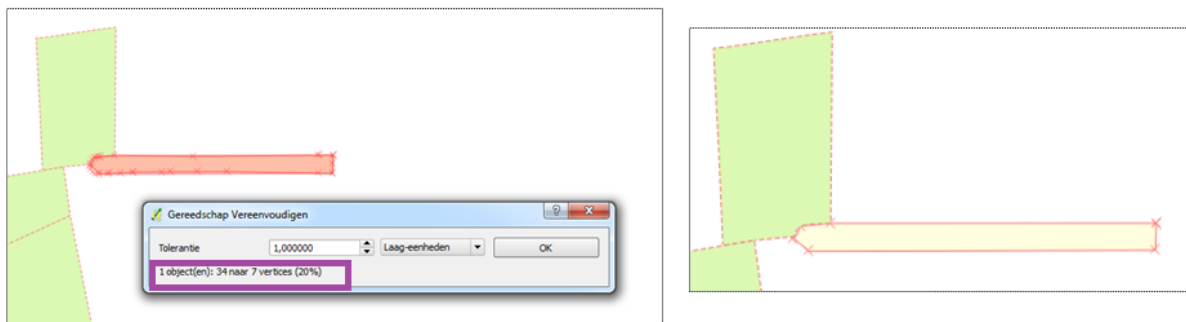 Gereedschap Vereenvoudigen
Tolerantie 1,000000 Laag-eenheden OK
1 object(en): 34 naar 7 vertices (20%)